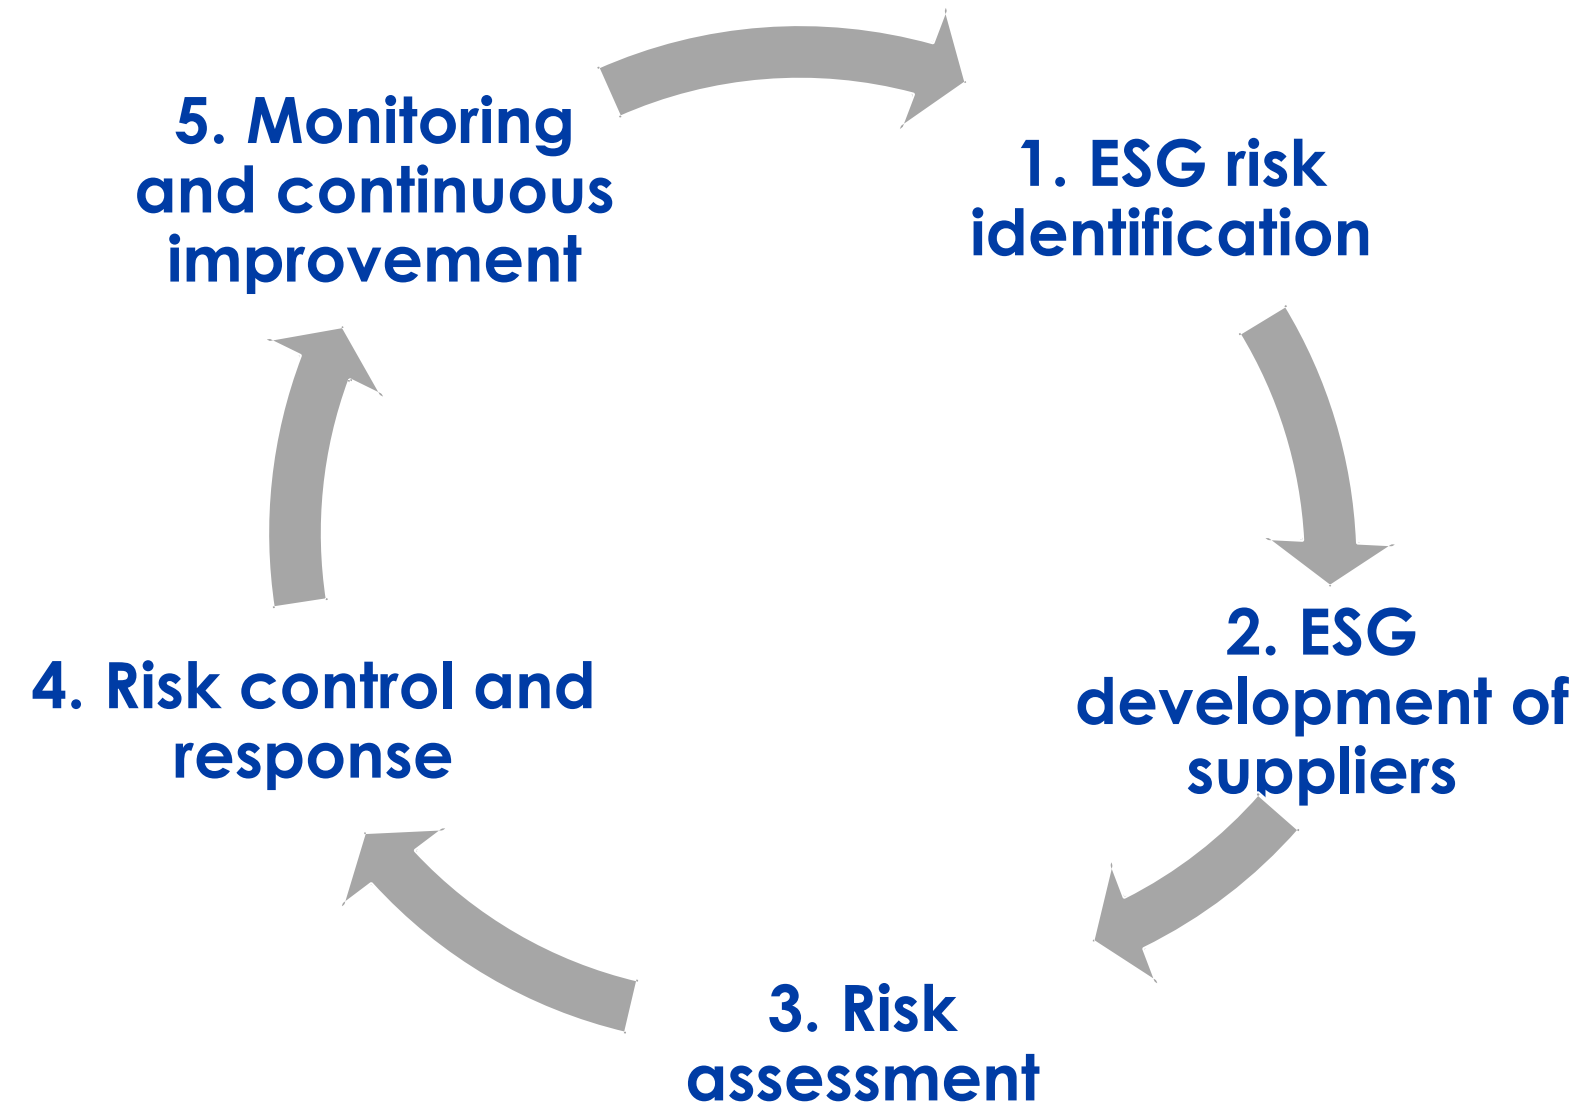 1. ESG risk
identification
2. ESG
development of
suppliers
3. Risk
assessment
4. Risk control and
response
5. Monitoring
and continuous
improvement